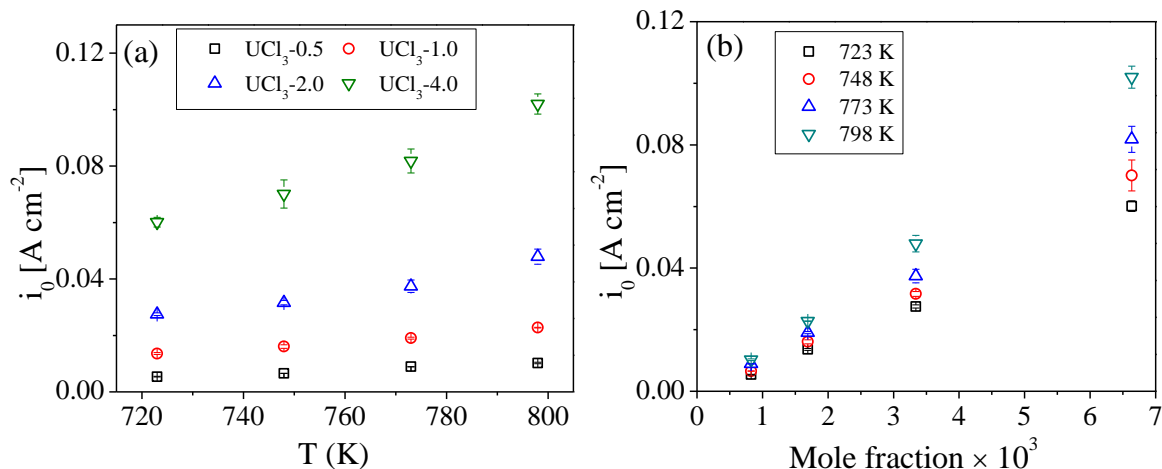 (a)
UCl₃-0.5 UCl₃-1.0
UCl₃-2.0 UCl₃-4.0
0.12
0.08
0.04
0.00
i₀ [A cm⁻²]
720 740 760 780 800
T (K)
(b)
723 K
748 K
773 K
798 K
0.12
0.08
0.04
0.00
i₀ [A cm⁻²]
0 1 2 3 4 5 6 7
Mole fraction × 10³